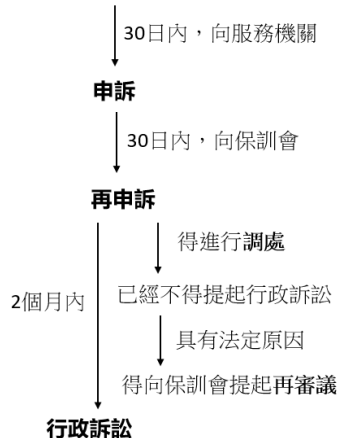 30日內，向服務機關
申訴
30日內，向保訓會
再申訴
得進行調處
2個月內
已經不得提起行政訴訟
具有法定原因
得向保訓會提起再審議
行政訴訟